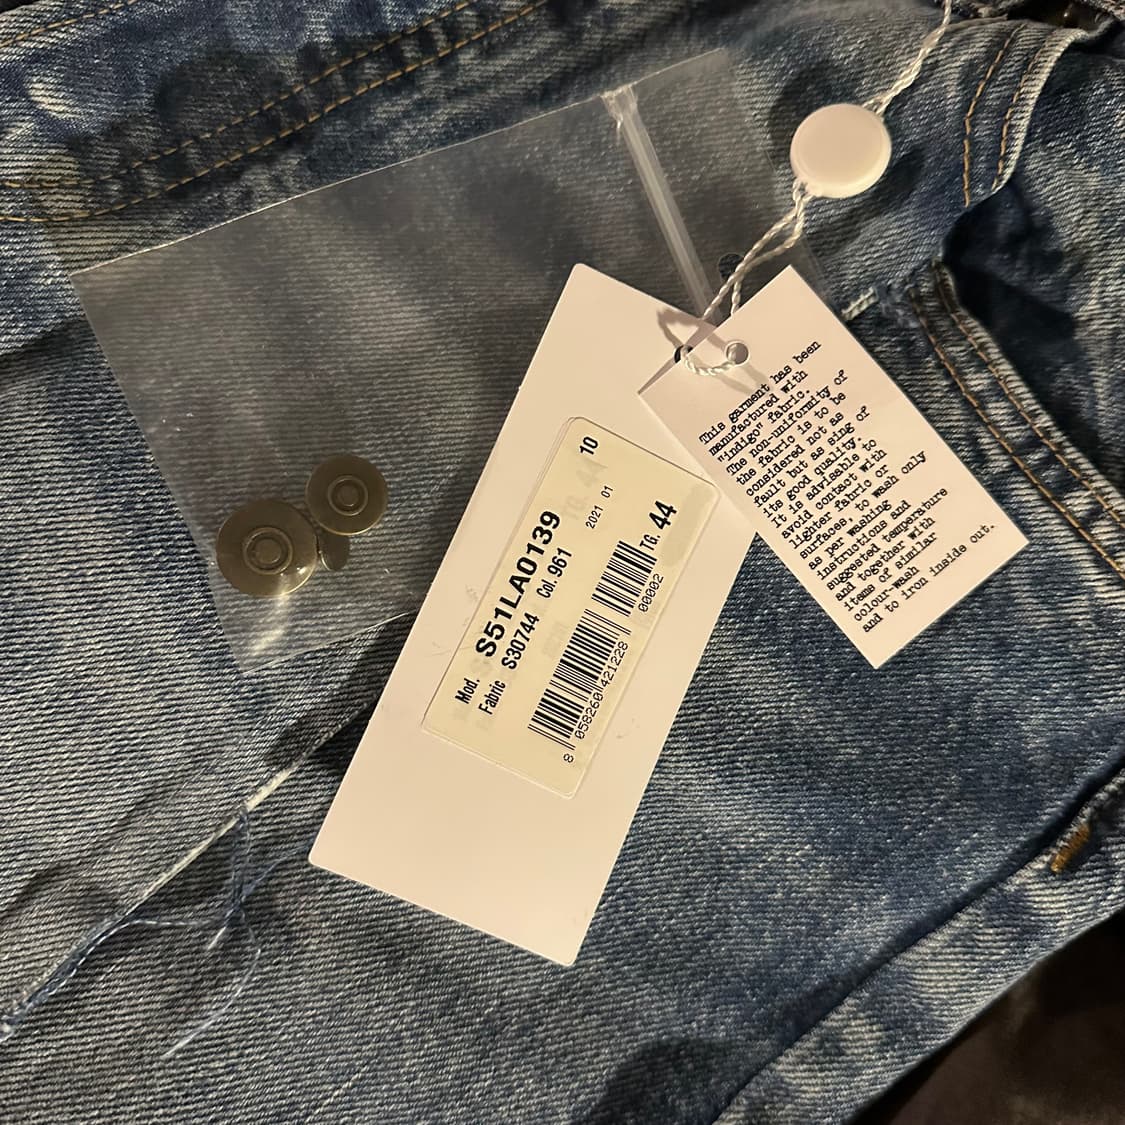 10
Mod. S51LA0139
Fabric S30744 Col. 961 2021 01
8 058260 421228 00002 TG. 44
This garment has been
manufactured with
"indigo" fabric.
The non-uniformity of
the fabric is to be
considered not as
fault but as sing of
its good quality.
It is advisable to
avoid contact with
lighter fabric or
surfaces, to wash only
as per washing
instructions and
suggested temperature
and together with
items of similar
colour-wash
and to iron inside out.